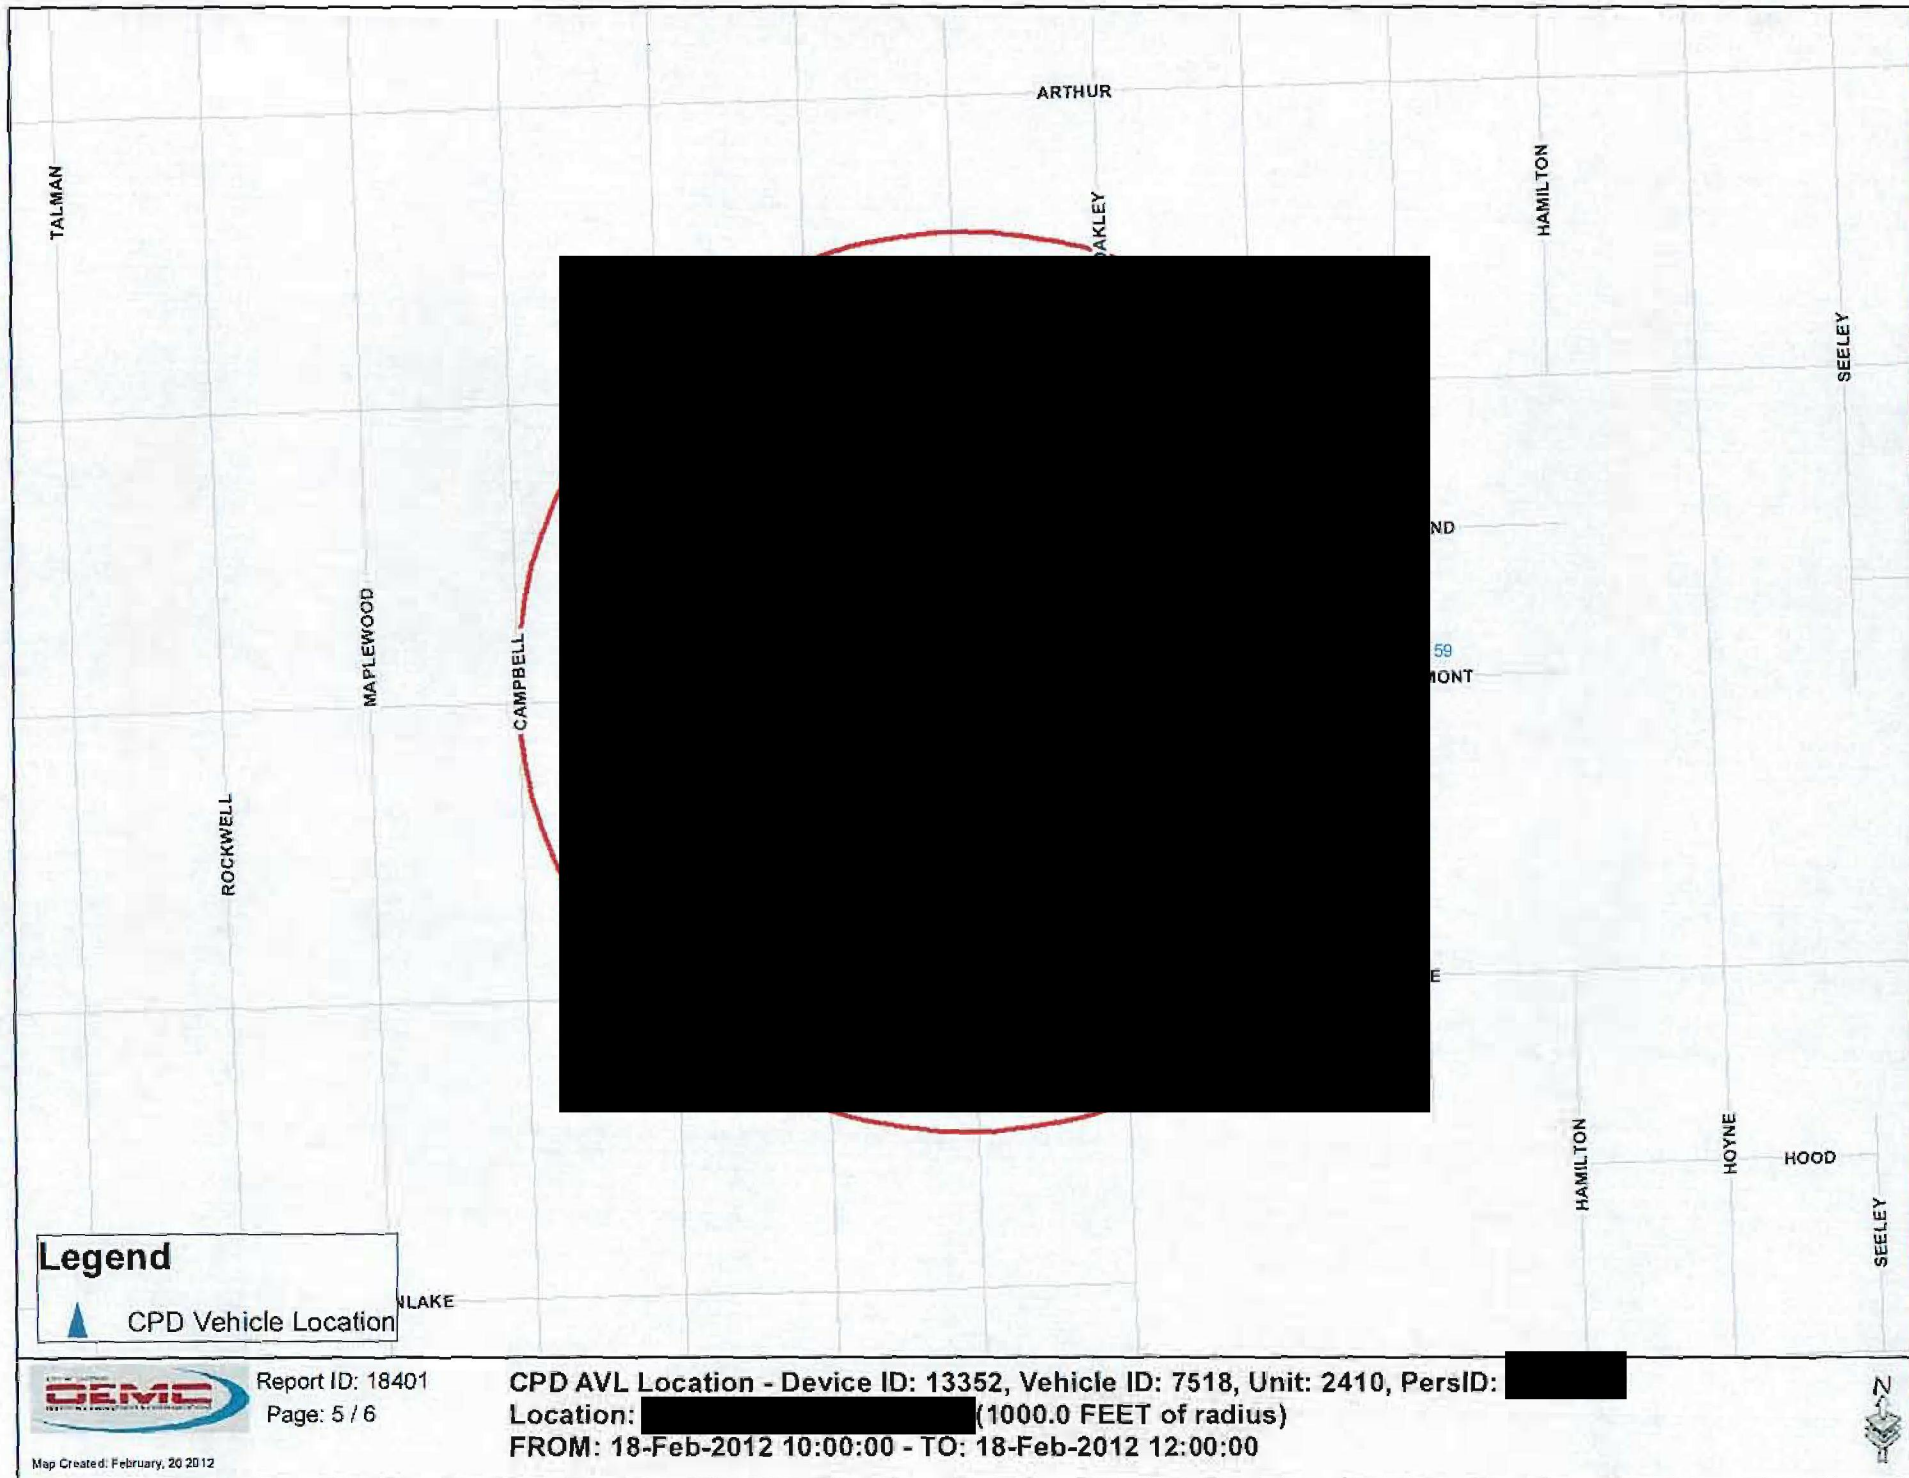 ARTHUR
TALMAN
OAKLEY
HAMILTON
SEELEY
ND
MAPLEWOOD
CAMPBELL
59
MONT
ROCKWELL
E
HAMILTON
HOYNE
HOOD
SEELEY
Legend
CPD Vehicle Location
NLAKE
OEMC
Report ID: 18401
Page: 5 / 6
Map Created: February, 20 2012
CPD AVL Location - Device ID: 13352, Vehicle ID: 7518, Unit: 2410, PersID:
Location: (1000.0 FEET of radius)
FROM: 18-Feb-2012 10:00:00 - TO: 18-Feb-2012 12:00:00
N